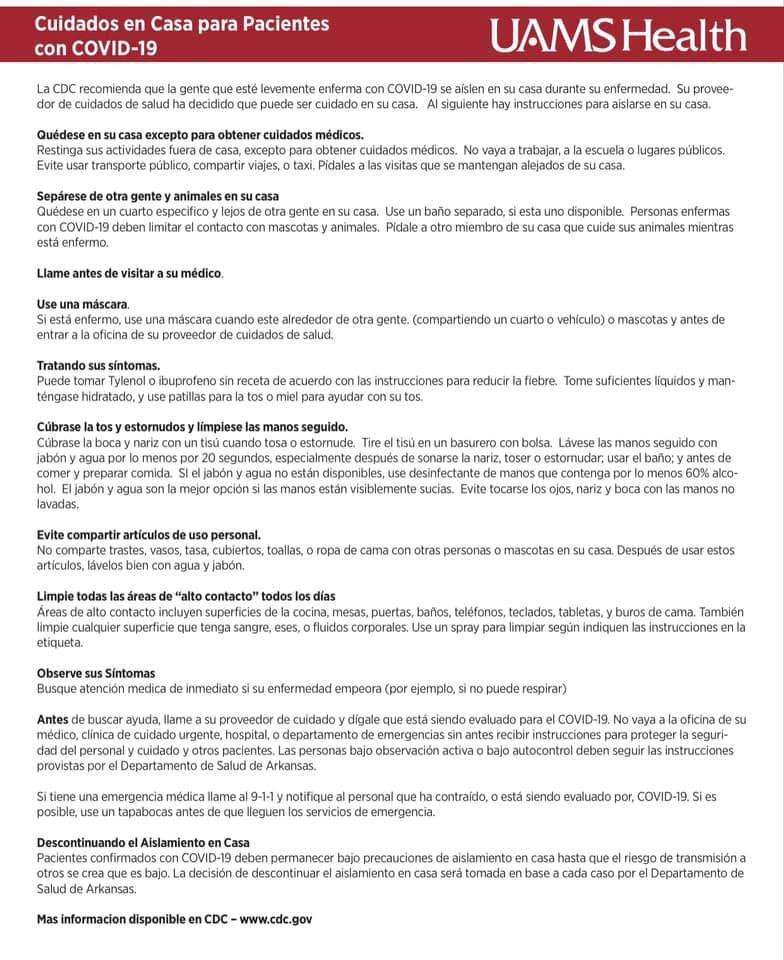 Cuidados en Casa para Pacientes
con COVID-19
UAMSHealth
La CDC recomienda que la gente que esté levemente enferma con COVID-19 se aíslen en su casa durante su enfermedad. Su provee-
dor de cuidados de salud ha decidido que puede ser cuidado en su casa. Al siguiente hay instrucciones para aislarse en su casa.
Quédese en su casa excepto para obtener cuidados médicos.
Restinga sus actividades fuera de casa, excepto para obtener cuidados médicos. No vaya a trabajar, a la escuela o lugares públicos.
Evite usar transporte público, compartir viajes, o taxi. Pídales a las visitas que se mantengan alejados de su casa.
Sepárese de otra gente y animales en su casa
Quédese en un cuarto especifico y lejos de otra gente en su casa. Use un baño separado, si esta uno disponible. Personas enfermas
con COVID-19 deben limitar el contacto con mascotas y animales. Pídale a otro miembro de su casa que cuide sus animales mientras
está enfermo.
Llame antes de visitar a su médico.
Use una máscara.
Si está enfermo, use una máscara cuando este alrededor de otra gente. (compartiendo un cuarto o vehículo) o mascotas y antes de
entrar a la oficina de su proveedor de cuidados de salud.
Tratando sus síntomas.
Puede tomar Tylenol o ibuprofeno sin receta de acuerdo con las instrucciones para reducir la fiebre. Tome suficientes líquidos y man-
téngase hidratado, y use patillas para la tos o miel para ayudar con su tos.
Cúbrase la tos y estornudos y límpiese las manos seguido.
Cúbrase la boca y nariz con un tisú cuando tosa o estornude. Tire el tisú en un basurero con bolsa. Lávese las manos seguido con
jabón y agua por lo menos por 20 segundos, especialmente después de sonarse la nariz, toser o estornudar; usar el baño; y antes de
comer y preparar comida. SI el jabón y agua no están disponibles, use desinfectante de manos que contenga por lo menos 60% alco-
hol. El jabón y agua son la mejor opción si las manos están visiblemente sucias. Evite tocarse los ojos, nariz y boca con las manos no
lavadas.
Evite compartir artículos de uso personal.
No comparte trastes, vasos, tasa, cubiertos, toallas, o ropa de cama con otras personas o mascotas en su casa. Después de usar estos
artículos, lávelos bien con agua y jabón.
Limpie todas las áreas de “alto contacto” todos los días
Áreas de alto contacto incluyen superficies de la cocina, mesas, puertas, baños, teléfonos, teclados, tabletas, y buros de cama. También
limpie cualquier superficie que tenga sangre, eses, o fluidos corporales. Use un spray para limpiar según indiquen las instrucciones en la
etiqueta.
Observe sus Síntomas
Busque atención medica de inmediato si su enfermedad empeora (por ejemplo, si no puede respirar)
Antes de buscar ayuda, llame a su proveedor de cuidado y dígale que está siendo evaluado para el COVID-19. No vaya a la oficina de su
médico, clínica de cuidado urgente, hospital, o departamento de emergencias sin antes recibir instrucciones para proteger la seguri-
dad del personal y cuidado y otros pacientes. Las personas bajo observación activa o bajo autocontrol deben seguir las instrucciones
provistas por el Departamento de Salud de Arkansas.
Si tiene una emergencia médica llame al 9-1-1 y notifique al personal que ha contraído, o está siendo evaluado por, COVID-19. Si es
posible, use un tapabocas antes de que lleguen los servicios de emergencia.
Descontinuando el Aislamiento en Casa
Pacientes confirmados con COVID-19 deben permanecer bajo precauciones de aislamiento en casa hasta que el riesgo de transmisión a
otros se crea que es bajo. La decisión de descontinuar el aislamiento en casa será tomada en base a cada caso por el Departamento de
Salud de Arkansas.
Mas informacion disponible en CDC – www.cdc.gov